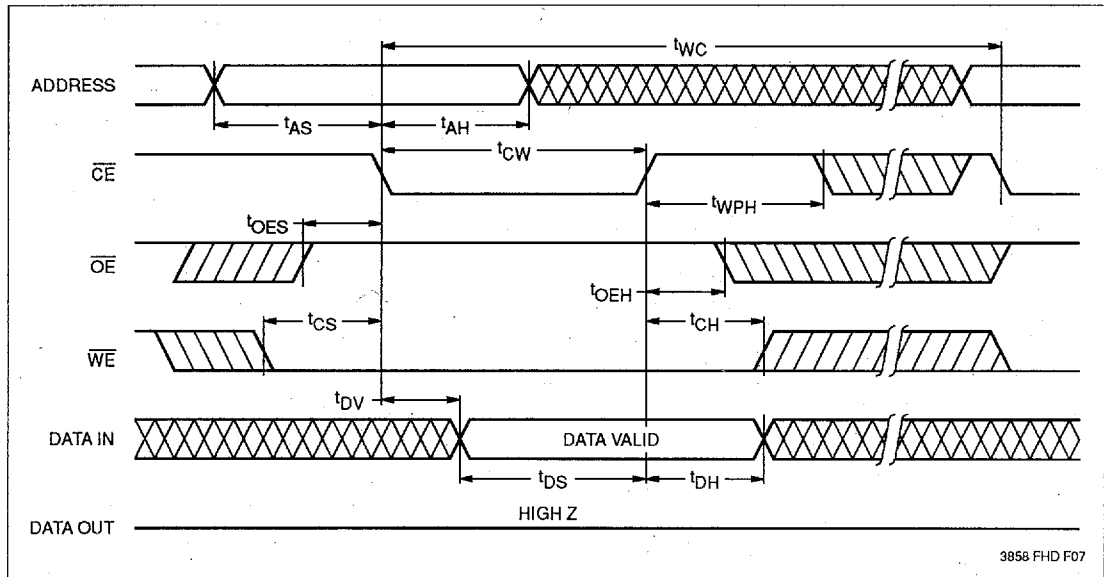 tWC
ADDRESS
tAS
tAH
tCW
CE
tWPH
tOES
OE
tOEH
tCS
tCH
WE
tDV
DATA IN
DATA VALID
tDS
tDH
HIGH Z
DATA OUT
3858 FHD F07